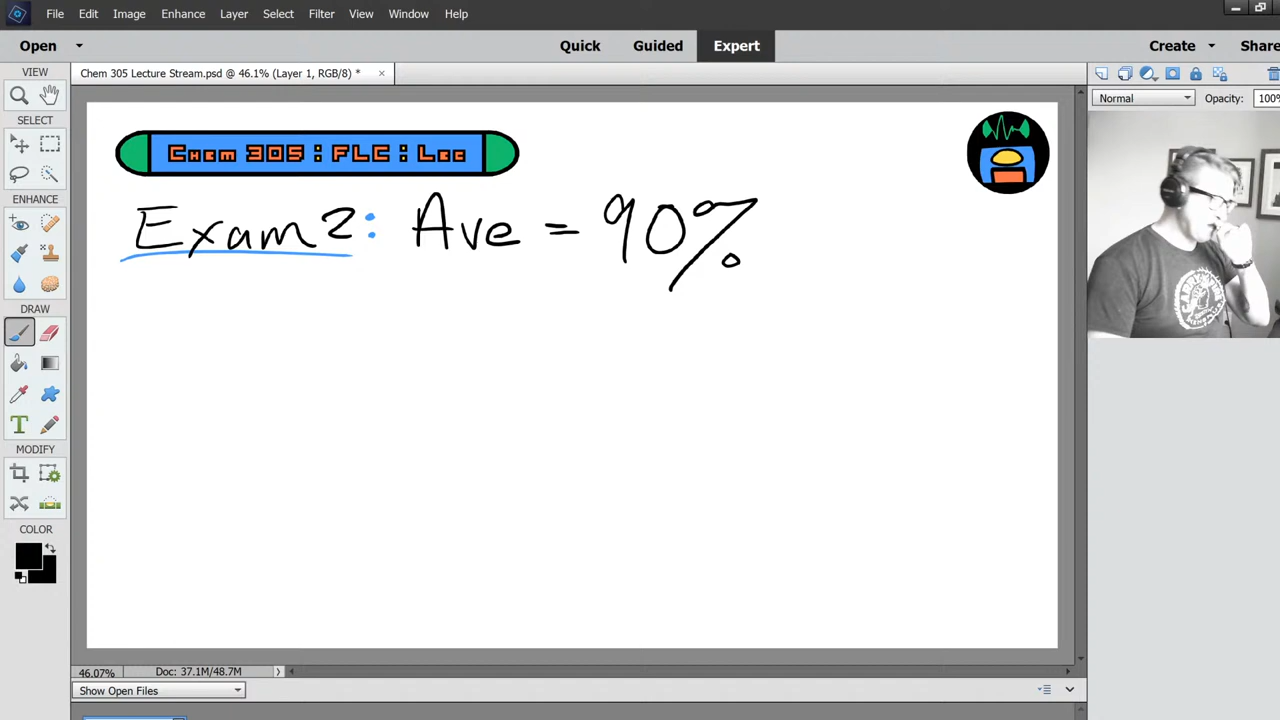 File Edit Image Enhance Layer Select Filter View Window Help
Open Quick Guided Expert Create Share
Chem 305 Lecture Stream.psd @ 46.1% (Layer 1, RGB/8) * ×
VIEW
SELECT
ENHANCE
DRAW
T
MODIFY
COLOR
Normal Opacity: 100%
Chem 305 : FLC : Lec
Exam 2: Ave = 90%
46.07% Doc: 37.1M/48.7M
Show Open Files